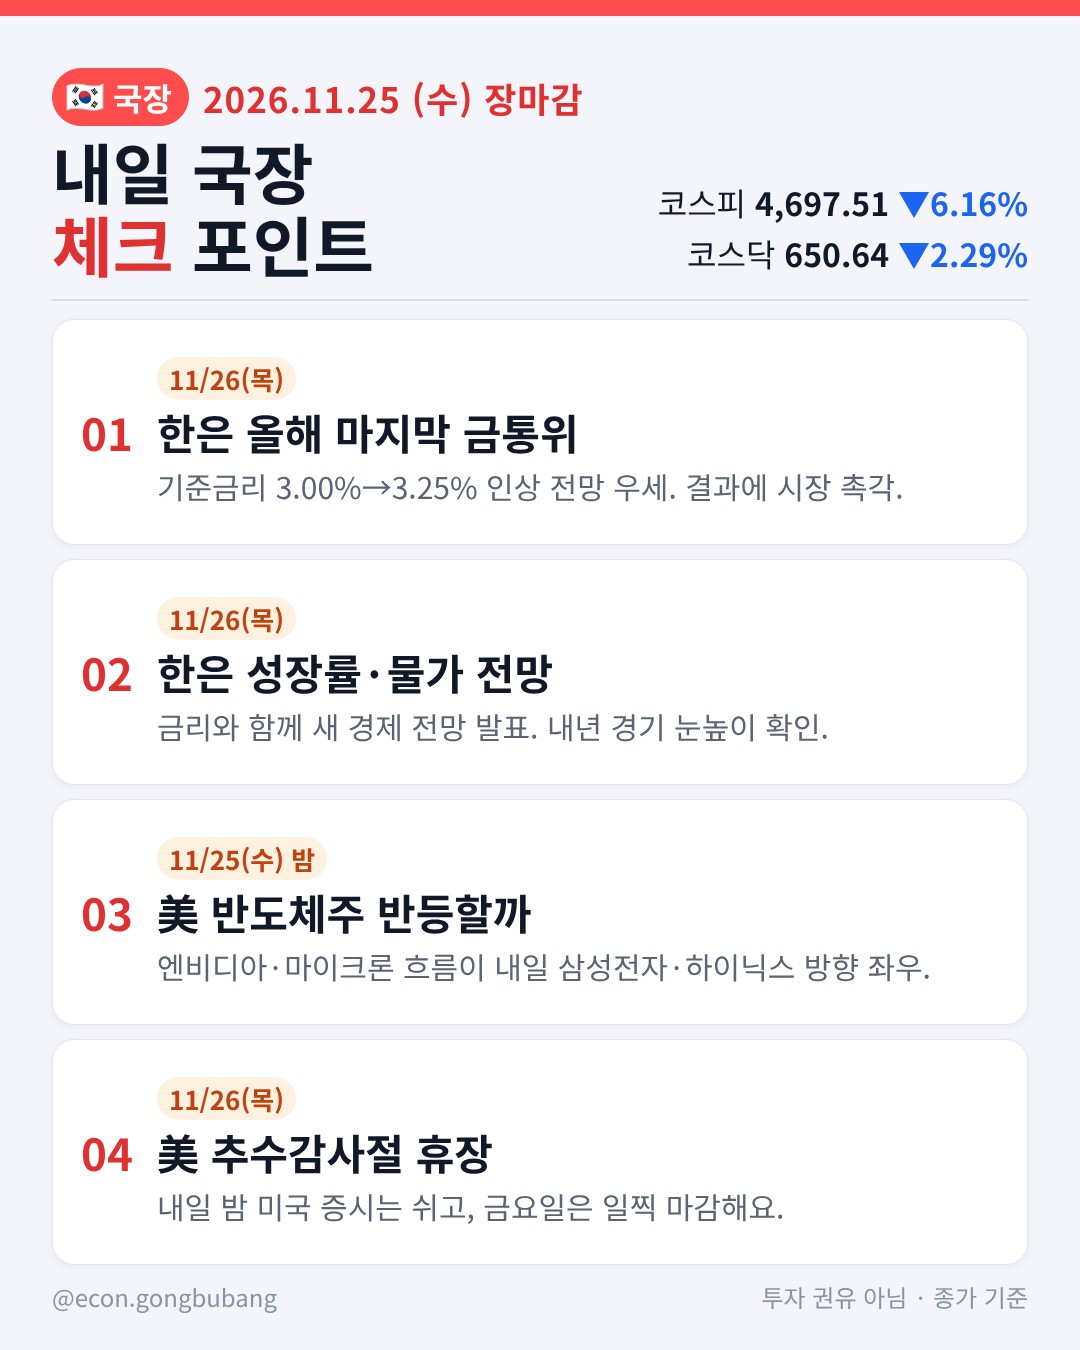 🇰🇷 국장 2026.11.25 (수) 장마감
내일 국장
체크 포인트
코스피 4,697.51 ▼6.16%
코스닥 650.64 ▼2.29%
11/26(목)
01 한은 올해 마지막 금통위
기준금리 3.00%→3.25% 인상 전망 우세. 결과에 시장 촉각.
11/26(목)
02 한은 성장률·물가 전망
금리와 함께 새 경제 전망 발표. 내년 경기 눈높이 확인.
11/25(수) 밤
03 美 반도체주 반등할까
엔비디아·마이크론 흐름이 내일 삼성전자·하이닉스 방향 좌우.
11/26(목)
04 美 추수감사절 휴장
내일 밤 미국 증시는 쉬고, 금요일은 일찍 마감해요.
@econ.gongbubang
투자 권유 아님 · 종가 기준